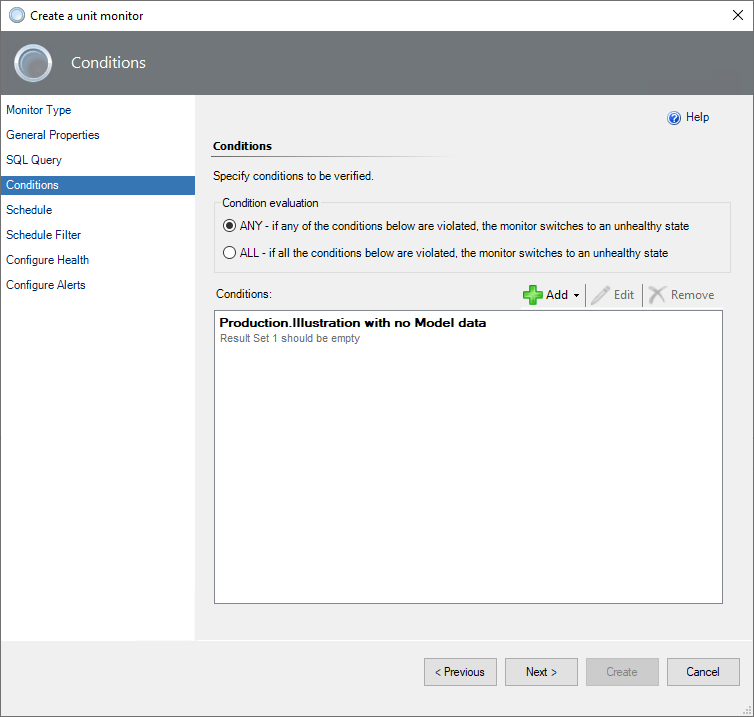 Create a unit monitor
Conditions
Monitor Type
General Properties
SQL Query
Conditions
Schedule
Schedule Filter
Configure Health
Configure Alerts
Help
Conditions
Specify conditions to be verified.
Condition evaluation
ANY - if any of the conditions below are violated, the monitor switches to an unhealthy state
ALL - if all the conditions below are violated, the monitor switches to an unhealthy state
Conditions:
Add
Edit
Remove
Production.Illustration with no Model data
Result Set 1 should be empty
< Previous
Next >
Create
Cancel